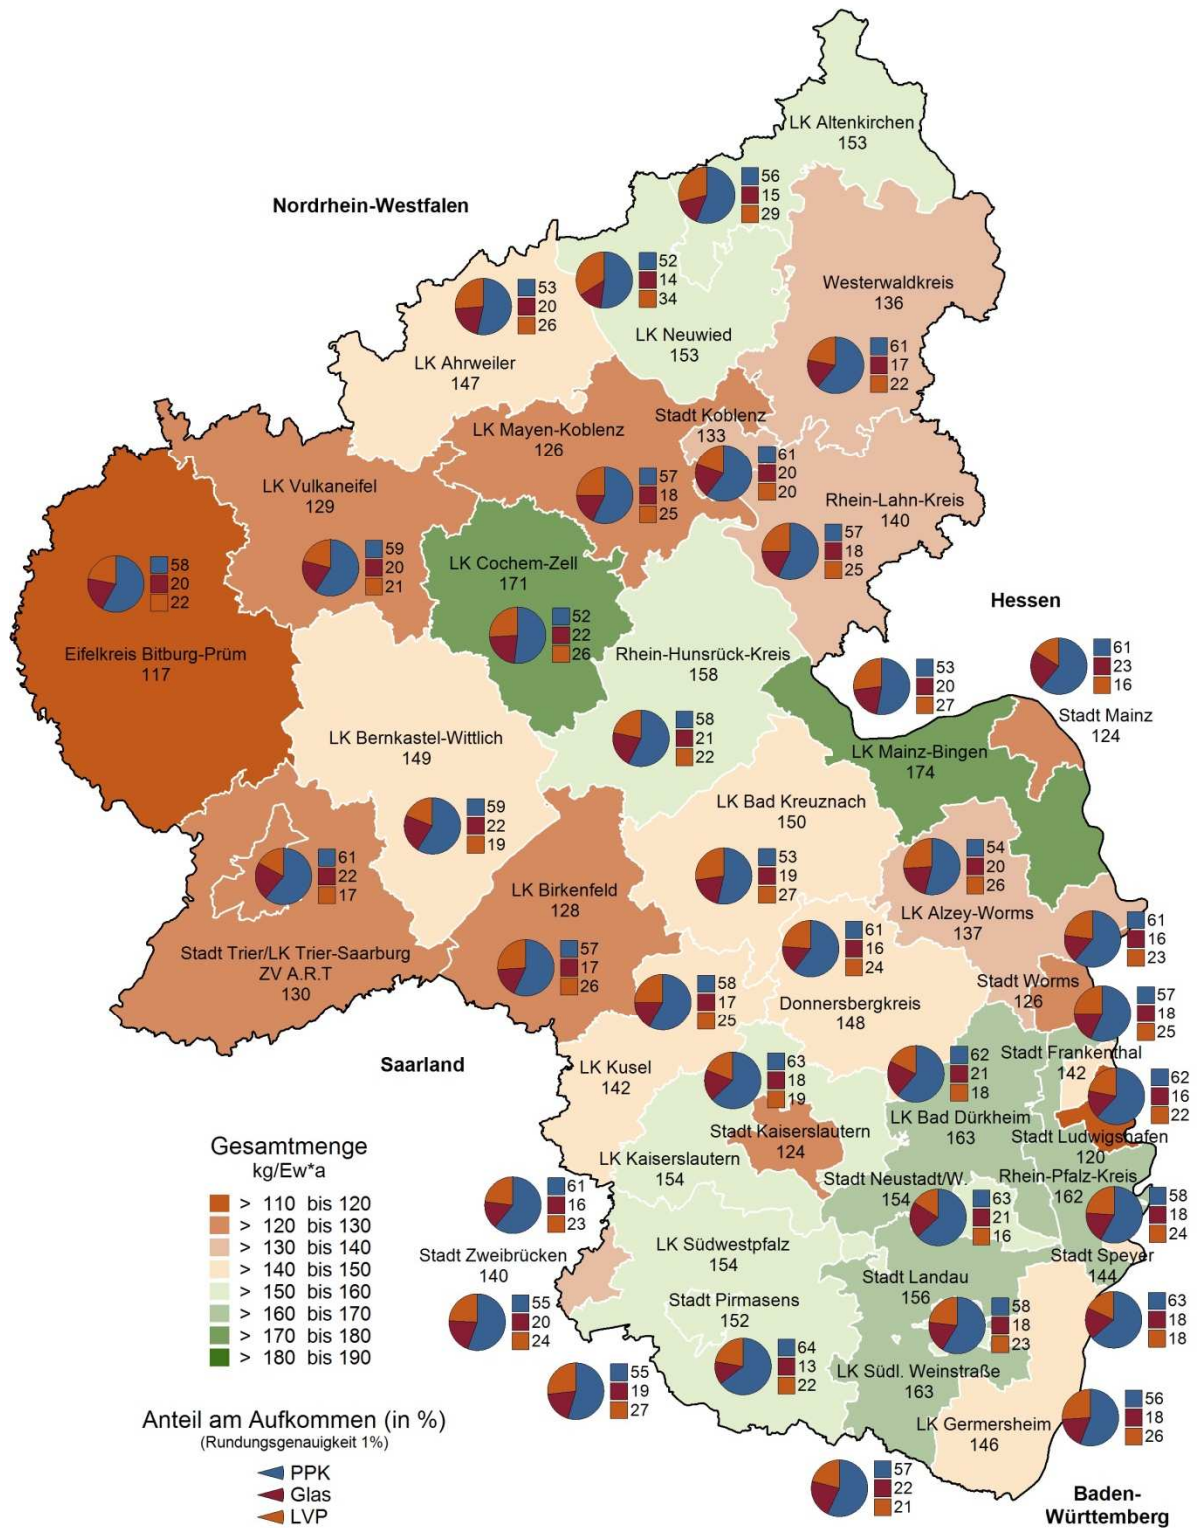 LK Altenkirchen
153
56
15
29
Nordrhein-Westfalen
52
14
34
Westerwaldkreis
136
53
20
26
LK Neuwied
153
61
17
22
LK Ahrweiler
147
Stadt Koblenz
133
LK Mayen-Koblenz
126
61
20
20
57
18
25
LK Vulkaneifel
129
Rhein-Lahn-Kreis
140
57
18
25
59
20
21
58
20
22
LK Cochem-Zell
171
52
22
26
Hessen
Eifelkreis Bitburg-Prüm
117
Rhein-Hunsrück-Kreis
158
53
20
27
61
23
16
Stadt Mainz
124
58
21
22
LK Bernkastel-Wittlich
149
LK Mainz-Bingen
174
LK Bad Kreuznach
150
59
22
19
61
22
17
53
19
27
54
20
26
LK Birkenfeld
128
LK Alzey-Worms
137
61
16
23
Stadt Trier/LK Trier-Saarburg
ZV A.R.T
130
57
17
26
61
16
24
58
17
25
Stadt Worms
126
Donnersbergkreis
148
57
18
25
Saarland
LK Kusel
142
63
18
19
62
21
18
Stadt Frankenthal
142
62
16
22
LK Bad Dürkheim
163
Stadt Kaiserslautern
124
Stadt Ludwigshafen
120
LK Kaiserslautern
154
Stadt Neustadt/W.
154
Rhein-Pfalz-Kreis
162
63
21
16
58
18
24
61
16
23
Stadt Zweibrücken
140
LK Südwestpfalz
154
Stadt Speyer
144
Stadt Landau
156
Stadt Pirmasens
152
55
20
24
58
18
23
63
18
18
64
13
22
55
19
27
LK Südl. Weinstraße
163
LK Germersheim
146
56
18
26
57
22
21
Baden-
Württemberg
Gesamtmenge
kg/Ew*a
> 110 bis 120
> 120 bis 130
> 130 bis 140
> 140 bis 150
> 150 bis 160
> 160 bis 170
> 170 bis 180
> 180 bis 190
Anteil am Aufkommen (in %)
(Rundungsgenauigkeit 1%)
PPK
Glas
LVP